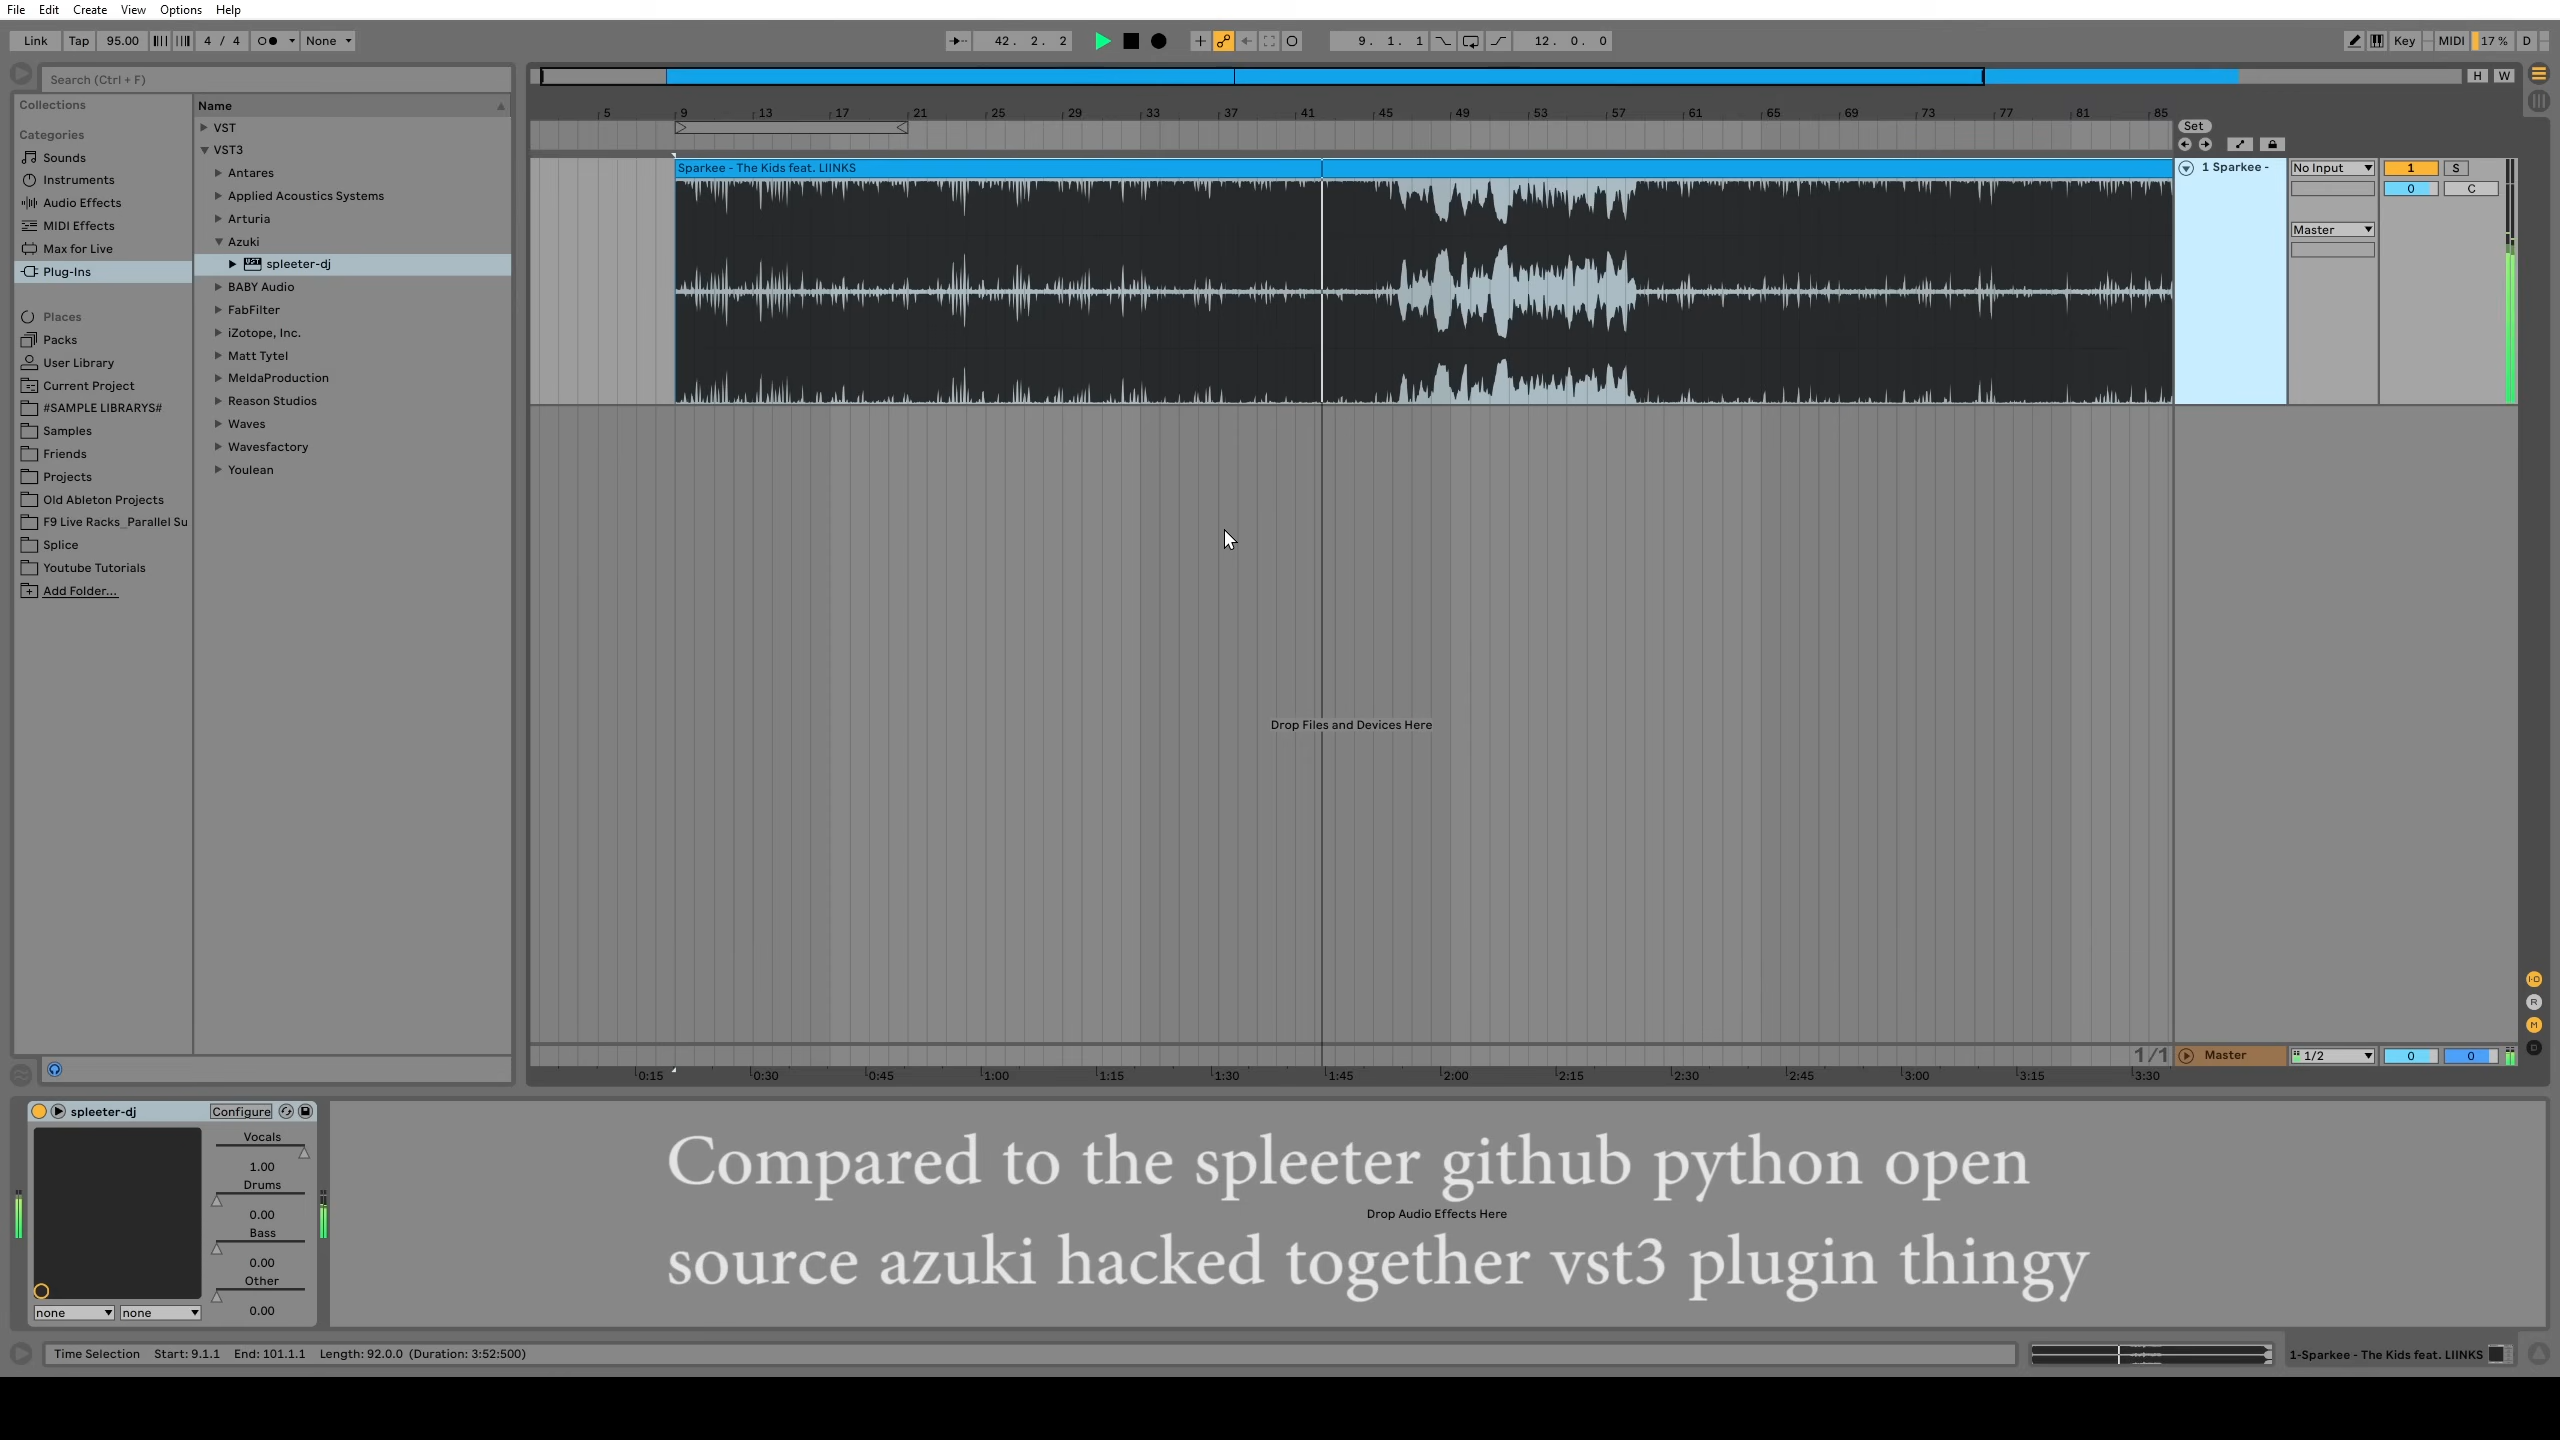 File Edit Create View Options Help
Link Tap 95.00 4 / 4 None 42. 2. 2 9. 1. 1 12. 0. 0 Key MIDI 17 % D
Search (Ctrl + F)
H W
Collections
Name
Categories
Sounds
Instruments
Audio Effects
MIDI Effects
Max for Live
Plug-Ins
Places
Packs
User Library
Current Project
#SAMPLE LIBRARYS#
Samples
Friends
Projects
Old Ableton Projects
F9 Live Racks_Parallel Su
Splice
Youtube Tutorials
Add Folder...
VST
VST3
Antares
Applied Acoustics Systems
Arturia
Azuki
spleeter-dj
BABY Audio
FabFilter
iZotope, Inc.
Matt Tytel
MeldaProduction
Reason Studios
Waves
Wavesfactory
Youlean
5 9 13 17 21 25 29 33 37 41 45 49 53 57 61 65 69 73 77 81 85
Set
Sparkee - The Kids feat. LIINKS
1 Sparkee -
No Input
1 S
0 C
Master
Drop Files and Devices Here
R
M
D
1/1 Master 1/2 0 0
0:15 0:30 0:45 1:00 1:15 1:30 1:45 2:00 2:15 2:30 2:45 3:00 3:15 3:30
spleeter-dj Configure
Vocals
1.00
Drums
0.00
Bass
0.00
Other
0.00
none none
Compared to the spleeter github python open
Drop Audio Effects Here
source azuki hacked together vst3 plugin thingy
Time Selection Start: 9.1.1 End: 101.1.1 Length: 92.0.0 (Duration: 3:52:500)
1-Sparkee - The Kids feat. LIINKS